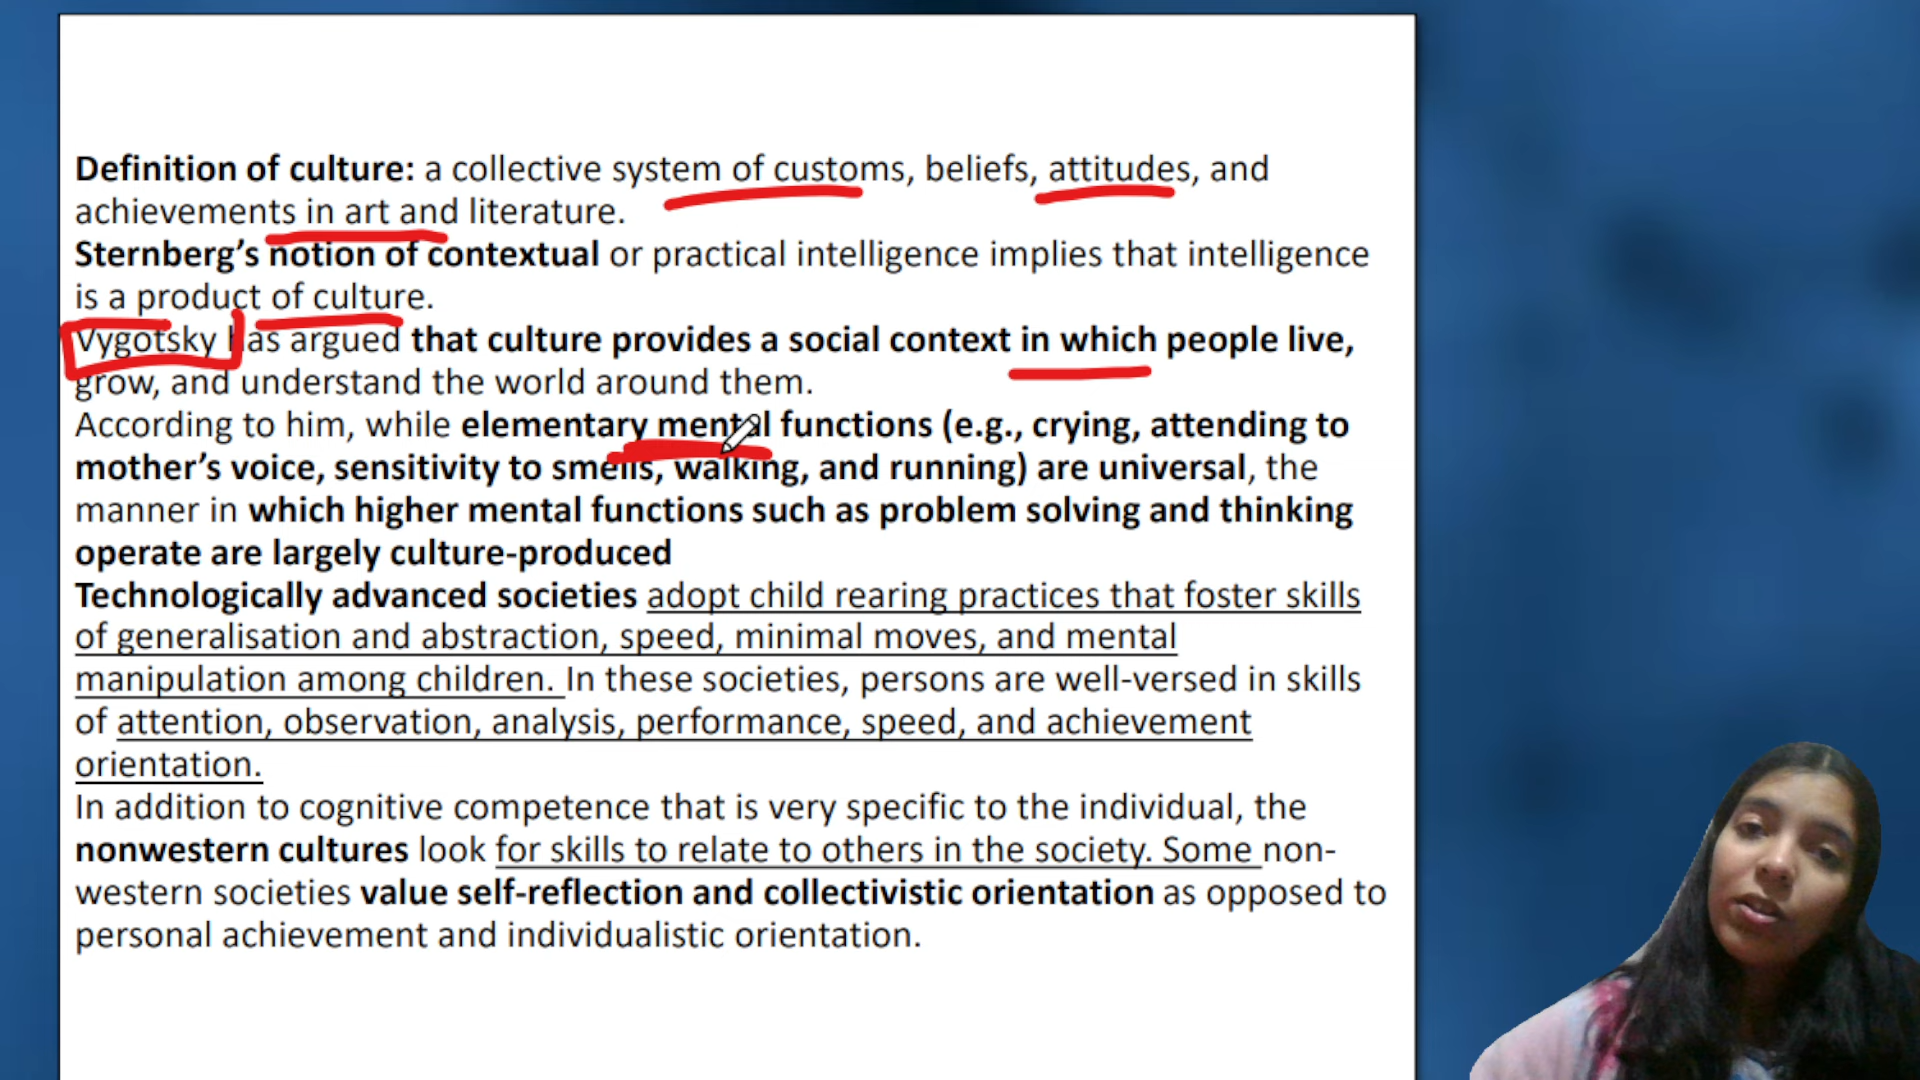 Definition of culture: a collective system of customs, beliefs, attitudes, and
achievements in art and literature.
Sternberg’s notion of contextual or practical intelligence implies that intelligence
is a product of culture.
Vygotsky has argued that culture provides a social context in which people live,
grow, and understand the world around them.
According to him, while elementary mental functions (e.g., crying, attending to
mother’s voice, sensitivity to smells, walking, and running) are universal, the
manner in which higher mental functions such as problem solving and thinking
operate are largely culture-produced
Technologically advanced societies adopt child rearing practices that foster skills
of generalisation and abstraction, speed, minimal moves, and mental
manipulation among children. In these societies, persons are well-versed in skills
of attention, observation, analysis, performance, speed, and achievement
orientation.
In addition to cognitive competence that is very specific to the individual, the
nonwestern cultures look for skills to relate to others in the society. Some non-
western societies value self-reflection and collectivistic orientation as opposed to
personal achievement and individualistic orientation.